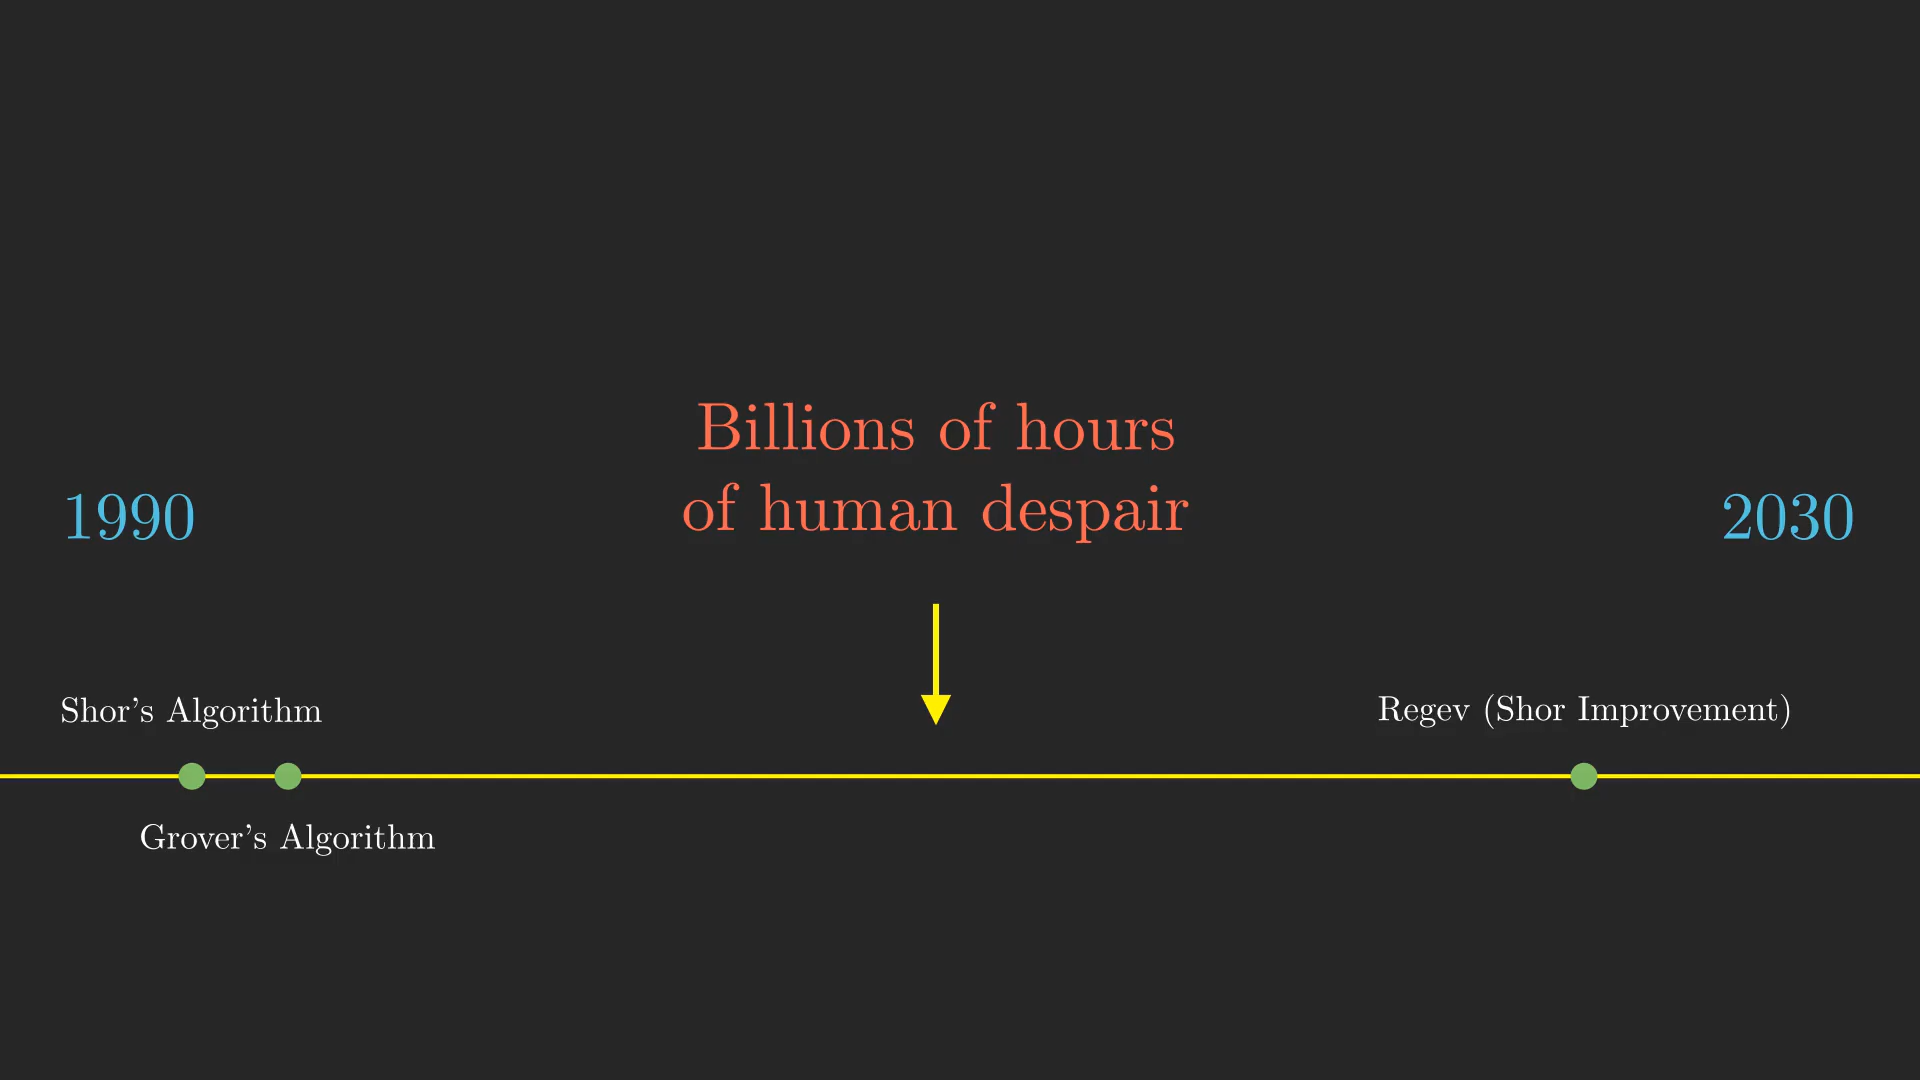 Billions of hours
of human despair
1990
2030
Shor's Algorithm
Regev (Shor Improvement)
Grover's Algorithm